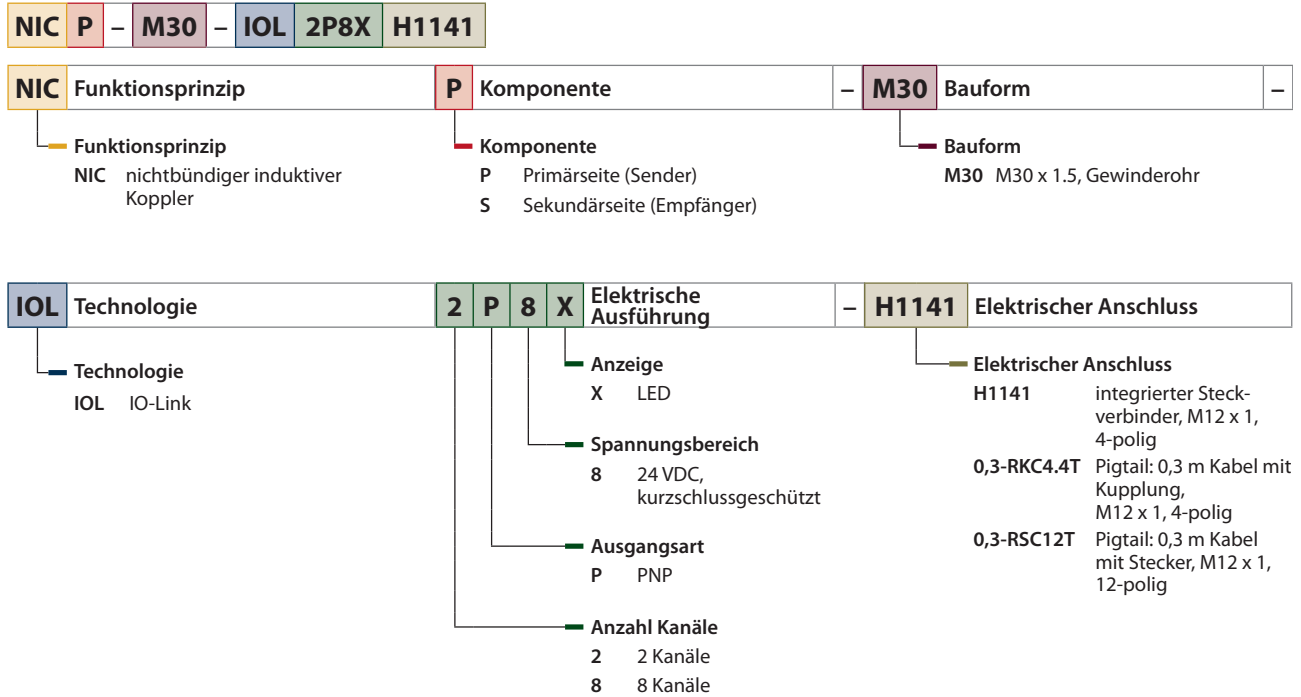 NIC P – M30 – IOL 2P8X H1141
NIC Funktionsprinzip P Komponente – M30 Bauform –
Funktionsprinzip
NIC nichtbündiger induktiver
Koppler
Komponente
P Primärseite (Sender)
S Sekundärseite (Empfänger)
Bauform
M30 M30 x 1.5, Gewinderohr
IOL Technologie 2 P 8 X Elektrische
Ausführung – H1141 Elektrischer Anschluss
Technologie
IOL IO-Link
Anzeige
X LED
Spannungsbereich
8 24 VDC,
kurzschlussgeschützt
Ausgangsart
P PNP
Anzahl Kanäle
2 2 Kanäle
8 8 Kanäle
Elektrischer Anschluss
H1141 integrierter Steck-
verbinder, M12 x 1,
4-polig
0,3-RKC4.4T Pigtail: 0,3 m Kabel mit
Kupplung,
M12 x 1, 4-polig
0,3-RSC12T Pigtail: 0,3 m Kabel
mit Stecker, M12 x 1,
12-polig